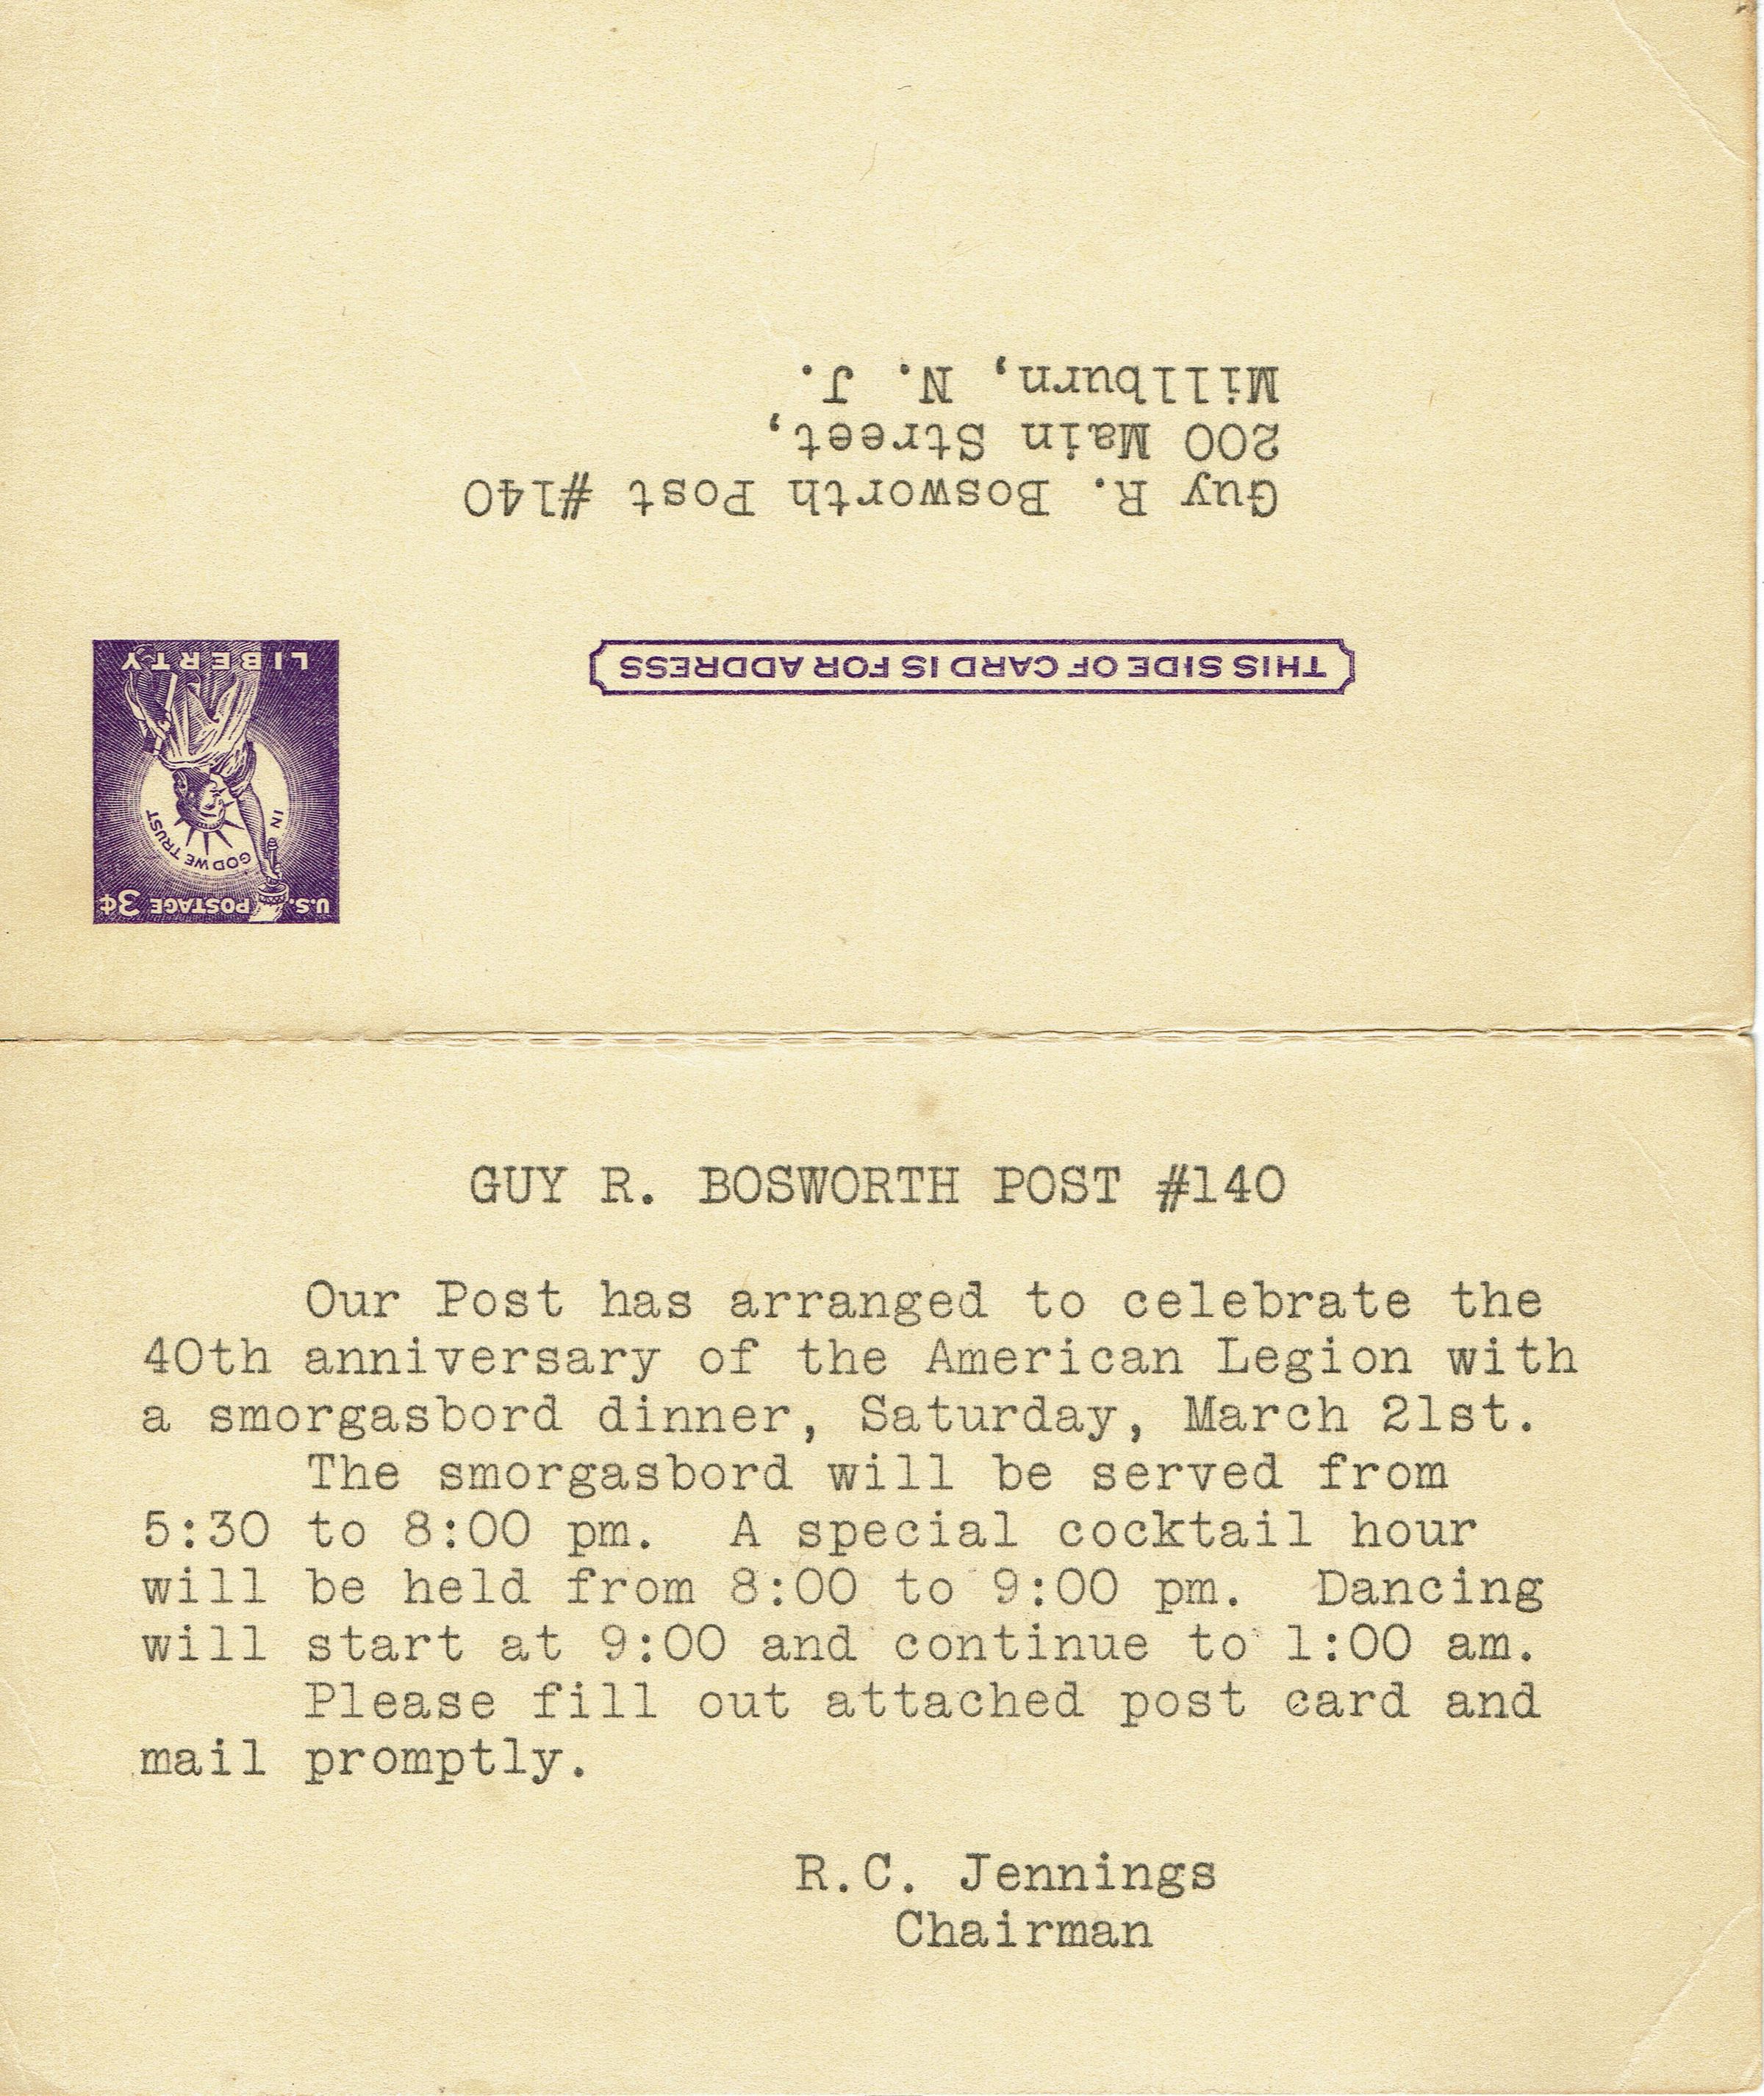 Millburn, N. J.
200 Main Street,
Guy R. Bosworth Post #140
THIS SIDE OF CARD IS FOR ADDRESS
U.S. POSTAGE 3¢
IN GOD WE TRUST
LIBERTY
GUY R. BOSWORTH POST #140
Our Post has arranged to celebrate the
40th anniversary of the American Legion with
a smorgasbord dinner, Saturday, March 21st.
The smorgasbord will be served from
5:30 to 8:00 pm. A special cocktail hour
will be held from 8:00 to 9:00 pm. Dancing
will start at 9:00 and continue to 1:00 am.
Please fill out attached post card and
mail promptly.
R.C. Jennings
Chairman